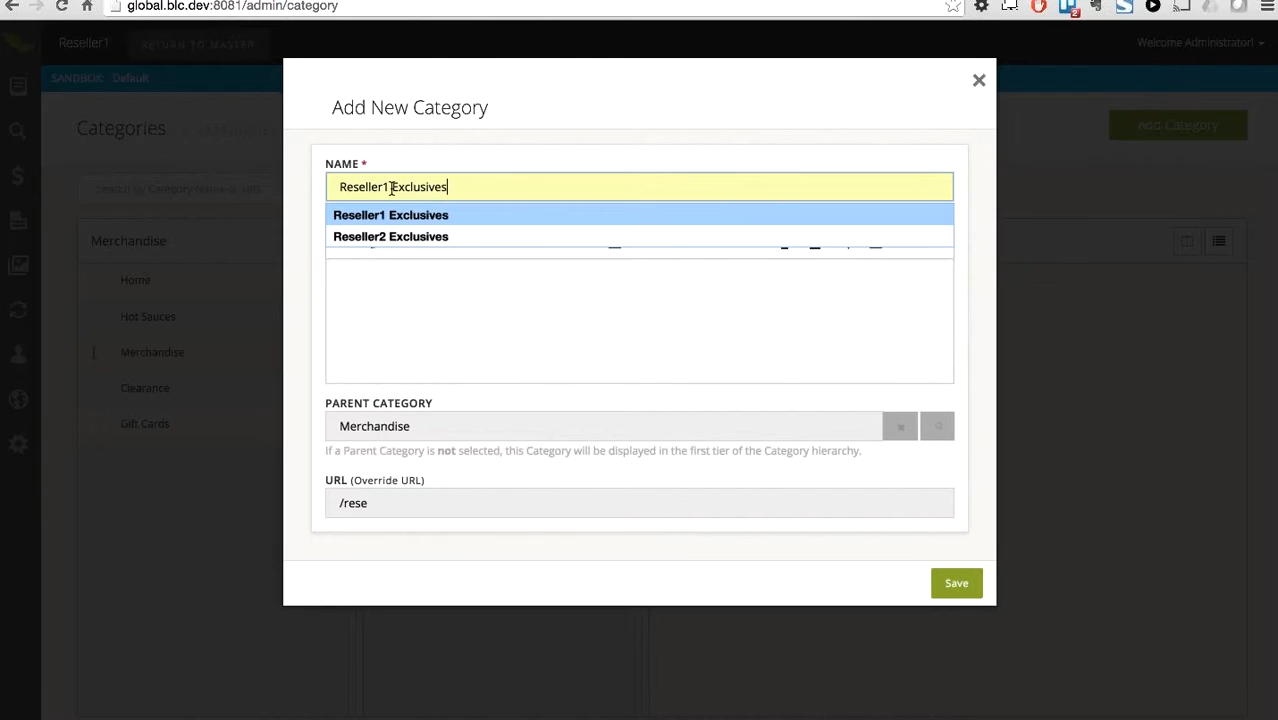 global.blc.dev:8081/admin/category
2
Reseller1 RETURN TO MASTER Welcome Administrator!
SANDBOX: Default
Categories Add Category
Search by Category Name or URL
Merchandise
Home
Hot Sauces
Merchandise
Clearance
Gift Cards
Add New Category
NAME *
Reseller1 Exclusives
Reseller1 Exclusives
Reseller2 Exclusives
PARENT CATEGORY
Merchandise
If a Parent Category is not selected, this Category will be displayed in the first tier of the Category hierarchy.
URL (Override URL)
/rese
Save